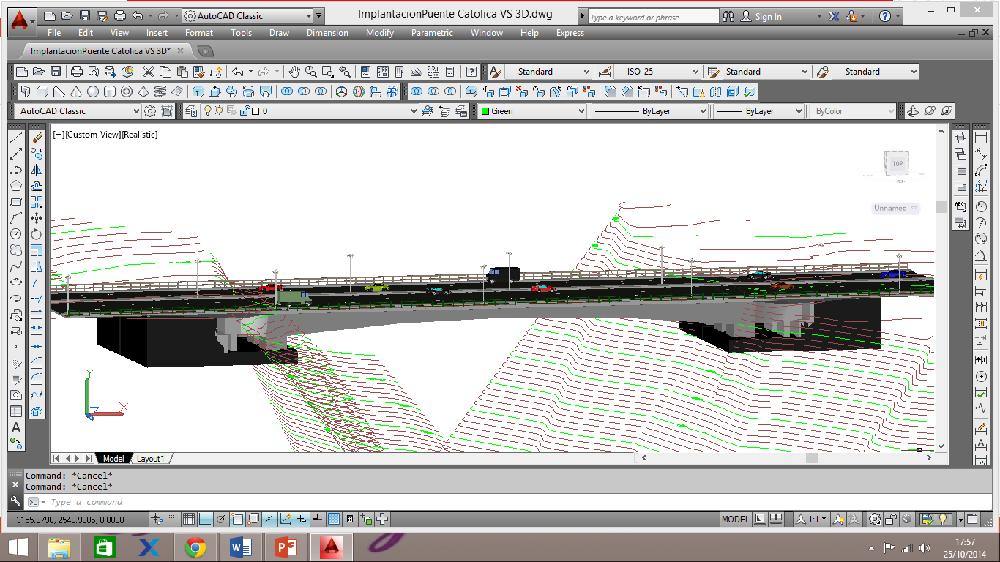 AutoCAD Classic
ImplantacionPuente Catolica VS 3D.dwg
Type a keyword or phrase
Sign In
File Edit View Insert Format Tools Draw Dimension Modify Parametric Window Help Express
ImplantacionPuente Catolica VS 3D*
Standard ISO-25 Standard Standard
AutoCAD Classic 0 Green ByLayer ByLayer ByColor
[−][Custom View][Realistic]
TOP
Unnamed
ABC
Y
X
Z
A
A
Model Layout1
Command: *Cancel*
Command: *Cancel*
Type a command
3155.8798, 2540.9305, 0.0000
MODEL
1:1
17:57
25/10/2014